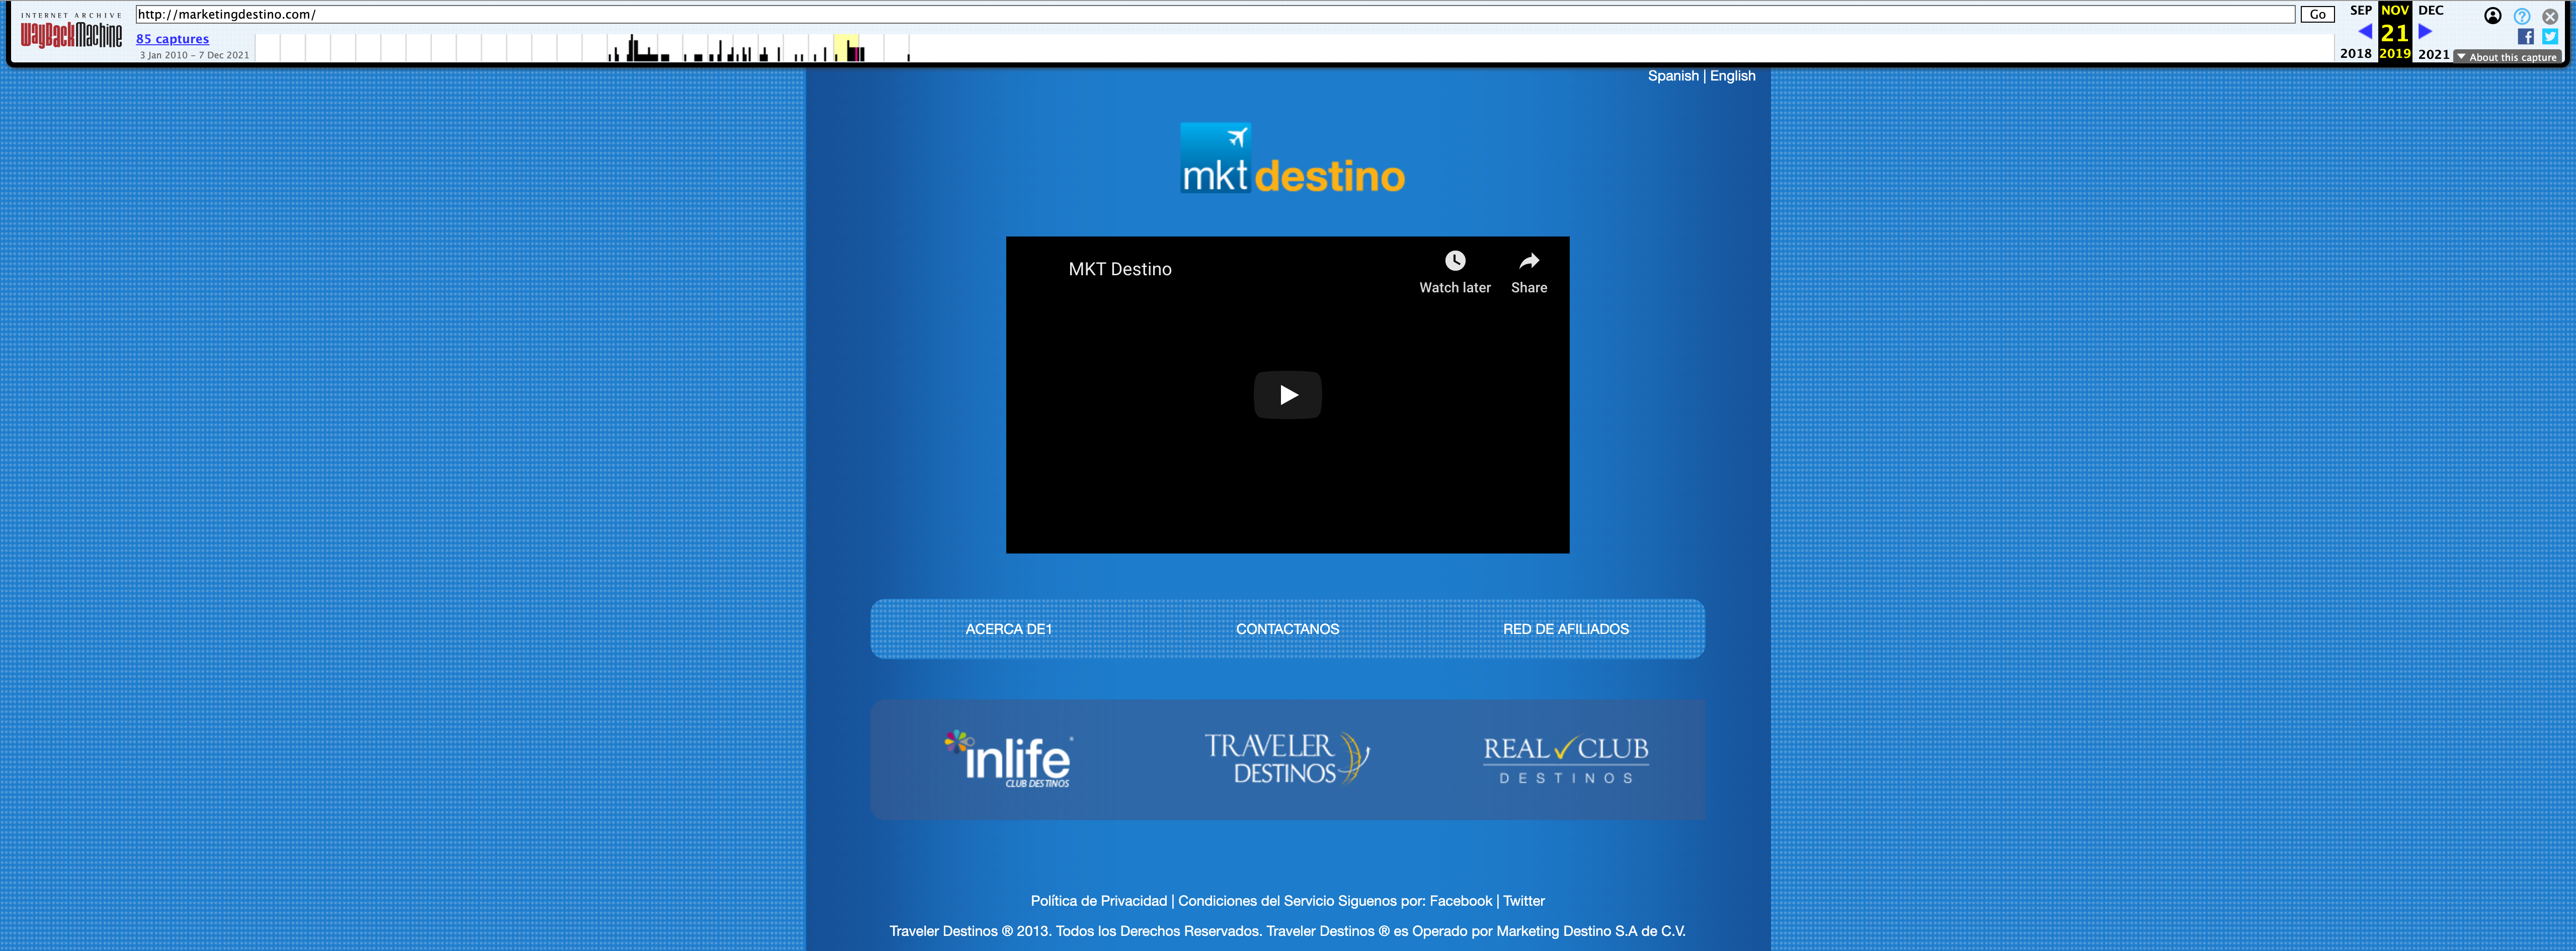 INTERNET ARCHIVE
WayBackMachine
http://marketingdestino.com/
Go
85 captures
3 Jan 2010 – 7 Dec 2021
SEP NOV DEC
21
2018 2019 2021
About this capture
Spanish | English
mkt destino
MKT Destino
Watch later
Share
ACERCA DE1
CONTACTANOS
RED DE AFILIADOS
inlife
CLUB DESTINOS
TRAVELER
DESTINOS
REAL CLUB
DESTINOS
Política de Privacidad | Condiciones del Servicio Siguenos por: Facebook | Twitter
Traveler Destinos ® 2013. Todos los Derechos Reservados. Traveler Destinos ® es Operado por Marketing Destino S.A de C.V.